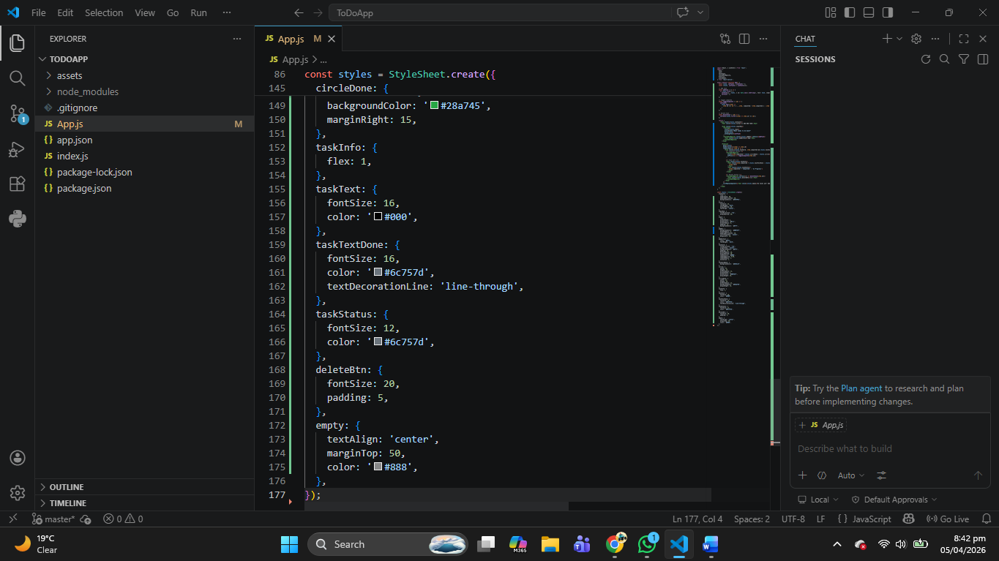 File Edit Selection View Go Run ···
ToDoApp
EXPLORER
TODOAPP
assets
node_modules
.gitignore
JS App.js M
{} app.json
JS index.js
{} package-lock.json
{} package.json
OUTLINE
TIMELINE
JS App.js M
JS App.js > ...
86 const styles = StyleSheet.create({
145 circleDone: {
149 backgroundColor: '#28a745',
150 marginRight: 15,
151 },
152 taskInfo: {
153 flex: 1,
154 },
155 taskText: {
156 fontSize: 16,
157 color: '#000',
158 },
159 taskTextDone: {
160 fontSize: 16,
161 color: '#6c757d',
162 textDecorationLine: 'line-through',
163 },
164 taskStatus: {
165 fontSize: 12,
166 color: '#6c757d',
167 },
168 deleteBtn: {
169 fontSize: 20,
170 padding: 5,
171 },
172 empty: {
173 textAlign: 'center',
174 marginTop: 50,
175 color: '#888',
176 },
177 });
CHAT
SESSIONS
Tip: Try the Plan agent to research and plan
before implementing changes.
JS App.js
Describe what to build
Auto
Local Default Approvals
1
master* 0 0 Ln 177, Col 4 Spaces: 2 UTF-8 LF {} JavaScript Go Live
19°C
Clear
Search
M365
1
8:42 pm
05/04/2026